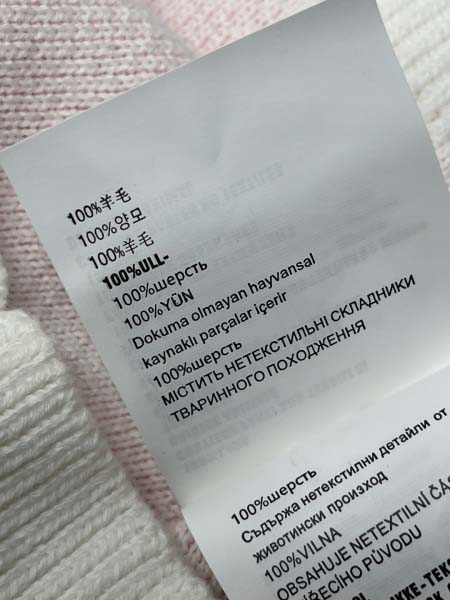 100%羊毛
100%양모
100%羊毛
100%ULL-
100%шерсть
100%YÜN
Dokuma olmayan hayvansal
kaynaklı parçalar içerir
100%шерсть
МІСТИТЬ НЕТЕКСТИЛЬНІ СКЛАДНИКИ
ТВАРИННОГО ПОХОДЖЕННЯ
100%шерсть
Съдържа нетекстилни детайли от
животински произход
100%VILNA
OBSAHUJE NETEXTILNÍ
PŮVODU